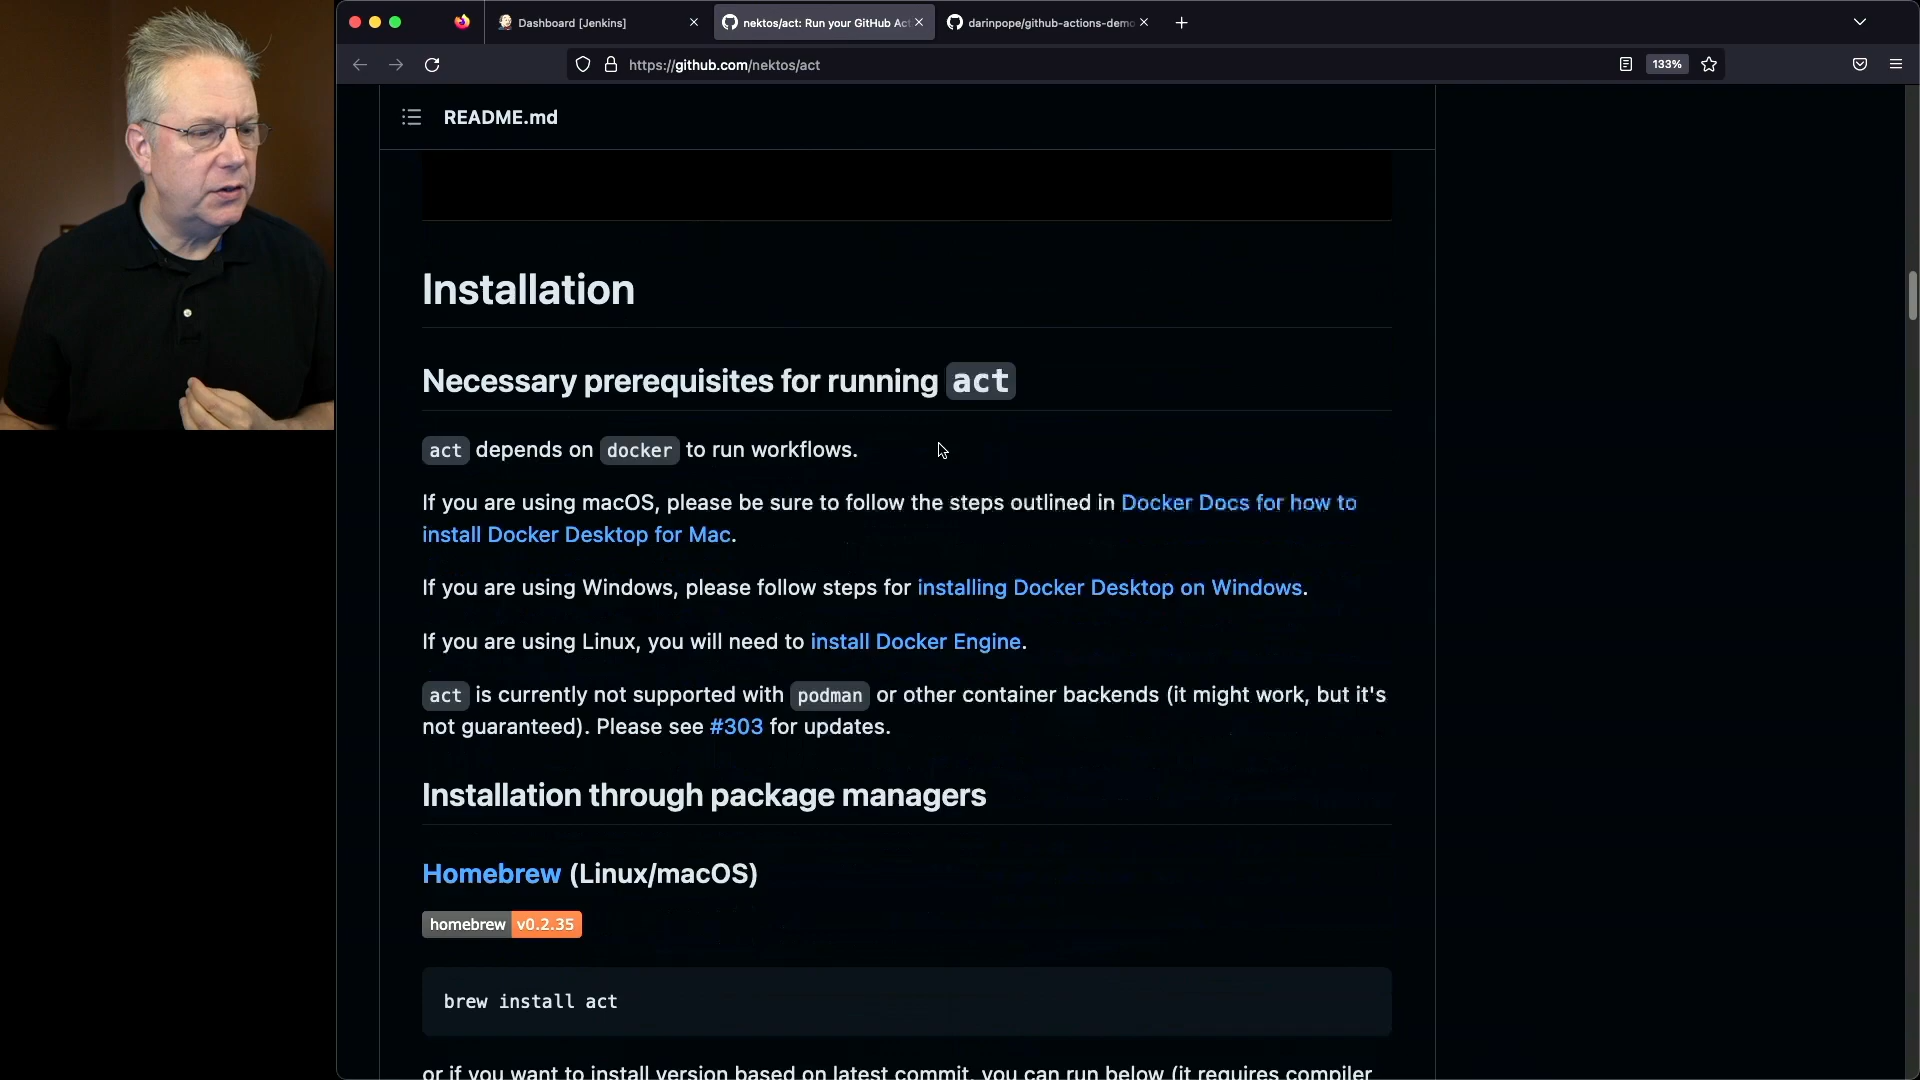 Dashboard [Jenkins]
nektos/act: Run your GitHub Ac
darinpope/github-actions-demo
https://github.com/nektos/act
133%
README.md
Installation
Necessary prerequisites for running act
act depends on docker to run workflows.
If you are using macOS, please be sure to follow the steps outlined in Docker Docs for how to
install Docker Desktop for Mac.
If you are using Windows, please follow steps for installing Docker Desktop on Windows.
If you are using Linux, you will need to install Docker Engine.
act is currently not supported with podman or other container backends (it might work, but it's
not guaranteed). Please see #303 for updates.
Installation through package managers
Homebrew (Linux/macOS)
homebrew v0.2.35
brew install act
or if you want to install version based on latest commit, you can run below (it requires compiler